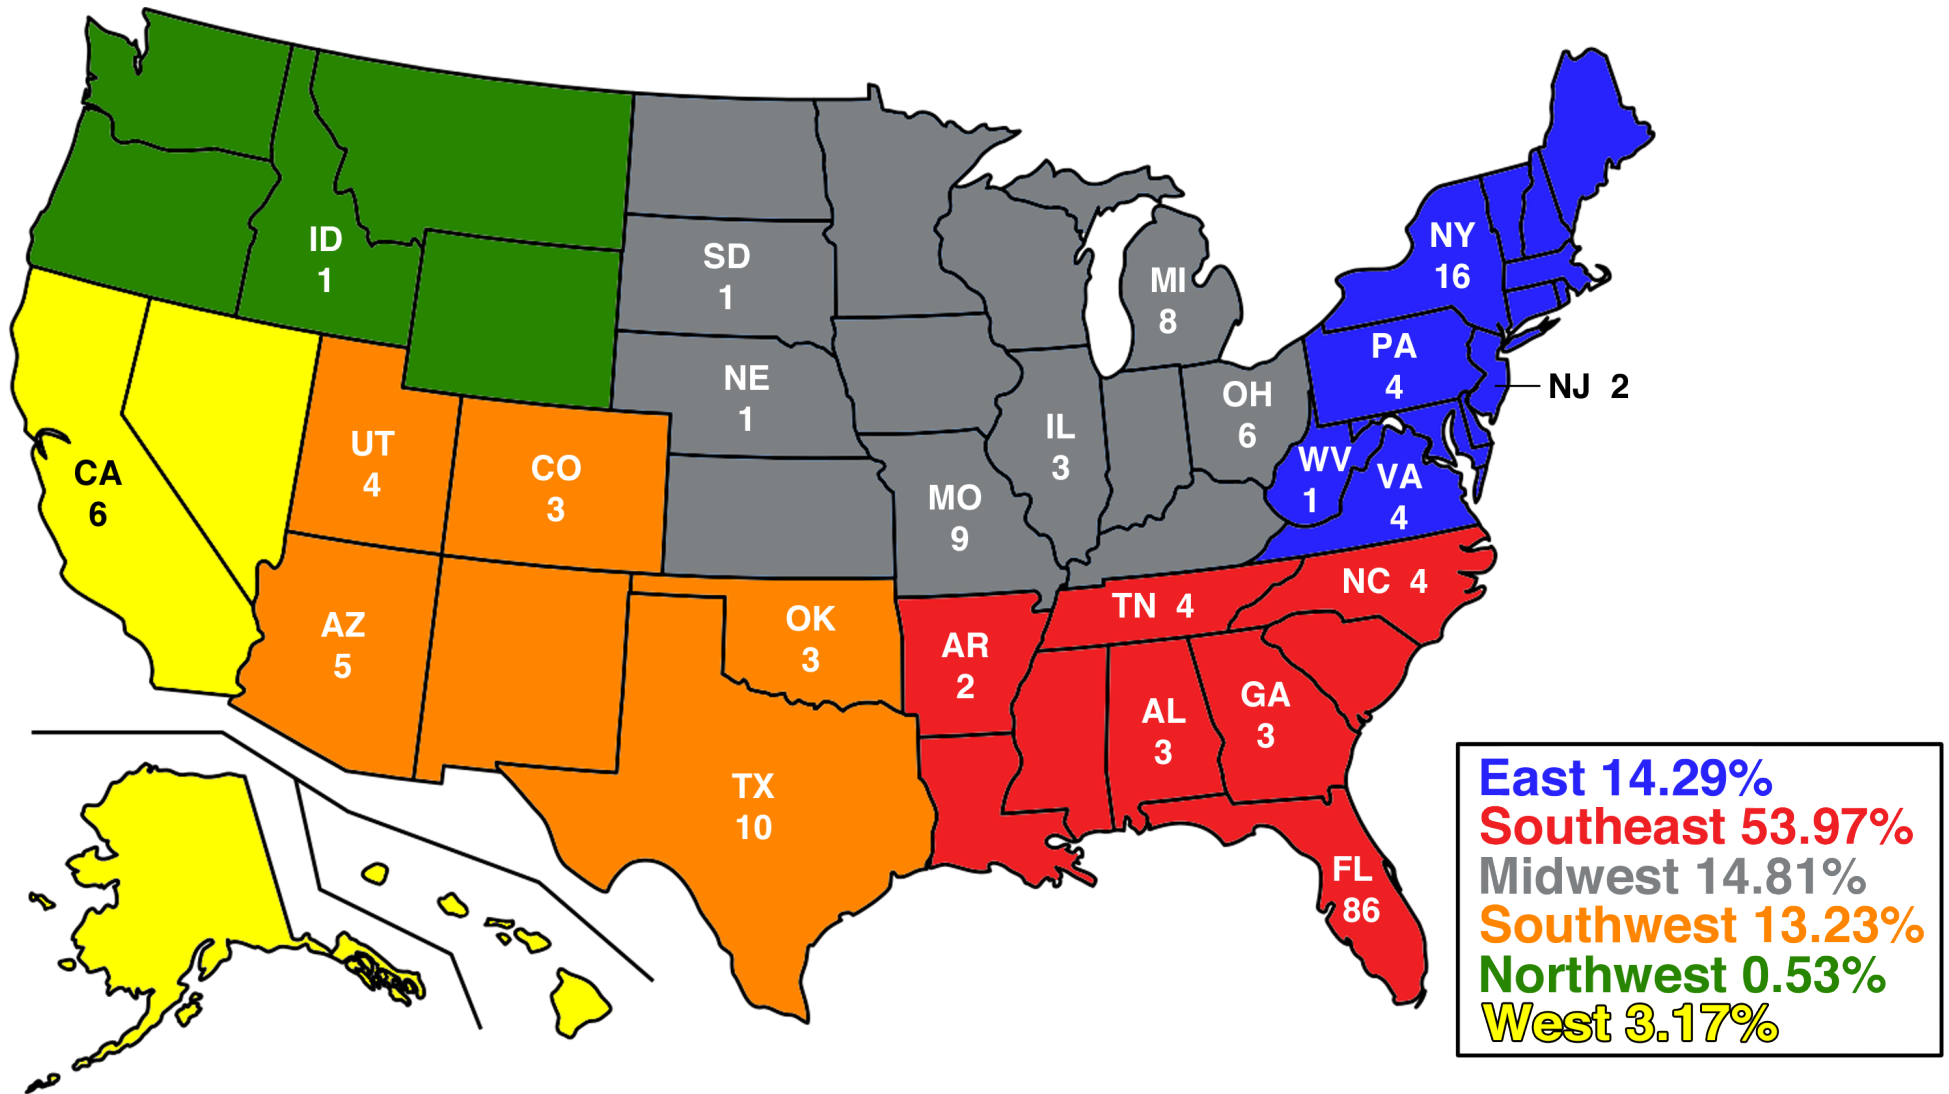 NY
16
ID
1
SD
1
MI
8
PA
4
NJ 2
NE
1
OH
6
IL
3
UT
4
CO
3
CA
6
WV
1
VA
4
MO
9
NC 4
TN 4
AZ
5
OK
3
AR
2
GA
3
AL
3
TX
10
FL
86
East 14.29%
Southeast 53.97%
Midwest 14.81%
Southwest 13.23%
Northwest 0.53%
West 3.17%